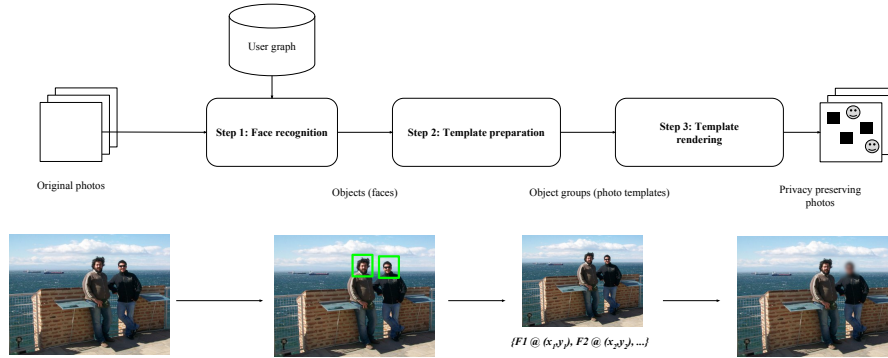 User graph
Step 1: Face recognition
Step 2: Template preparation
Step 3: Template
rendering
Original photos
Objects (faces)
Object groups (photo templates)
Privacy preserving
photos
{F1 @ (x₁,y₁), F2 @ (x₂,y₂), ...}